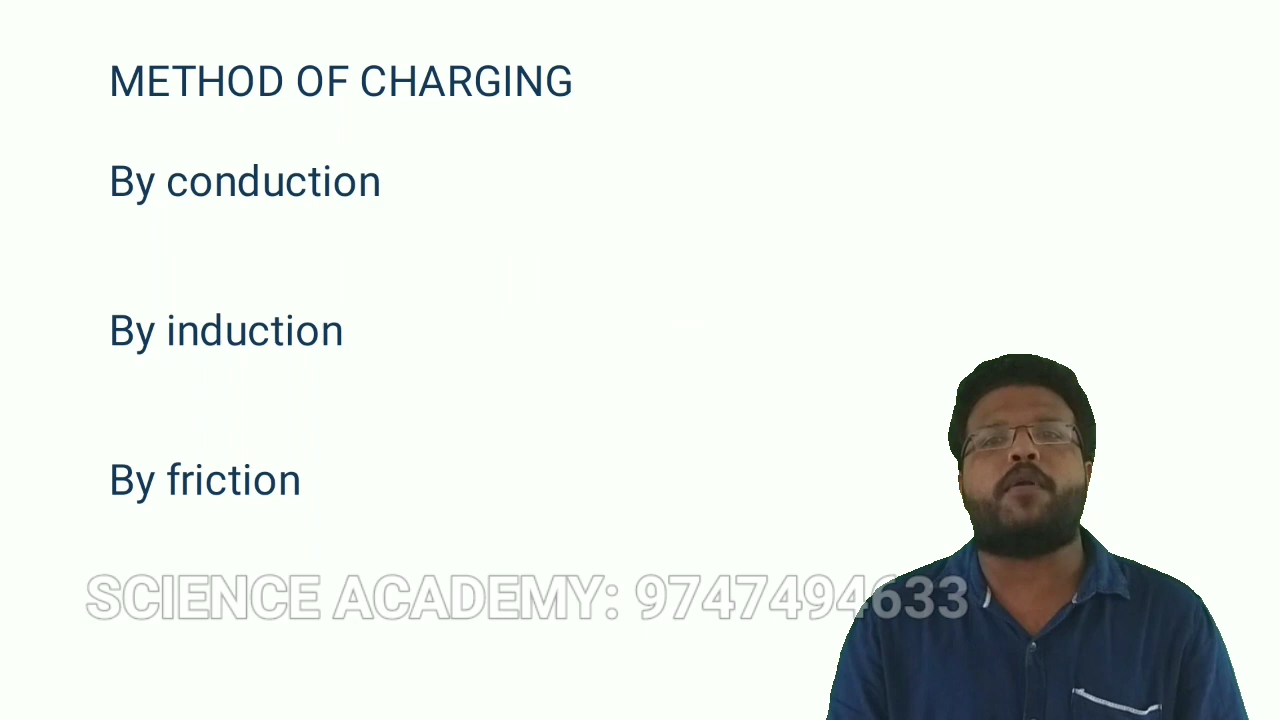 METHOD OF CHARGING
By conduction
By induction
By friction
SCIENCE ACADEMY: 9747494633